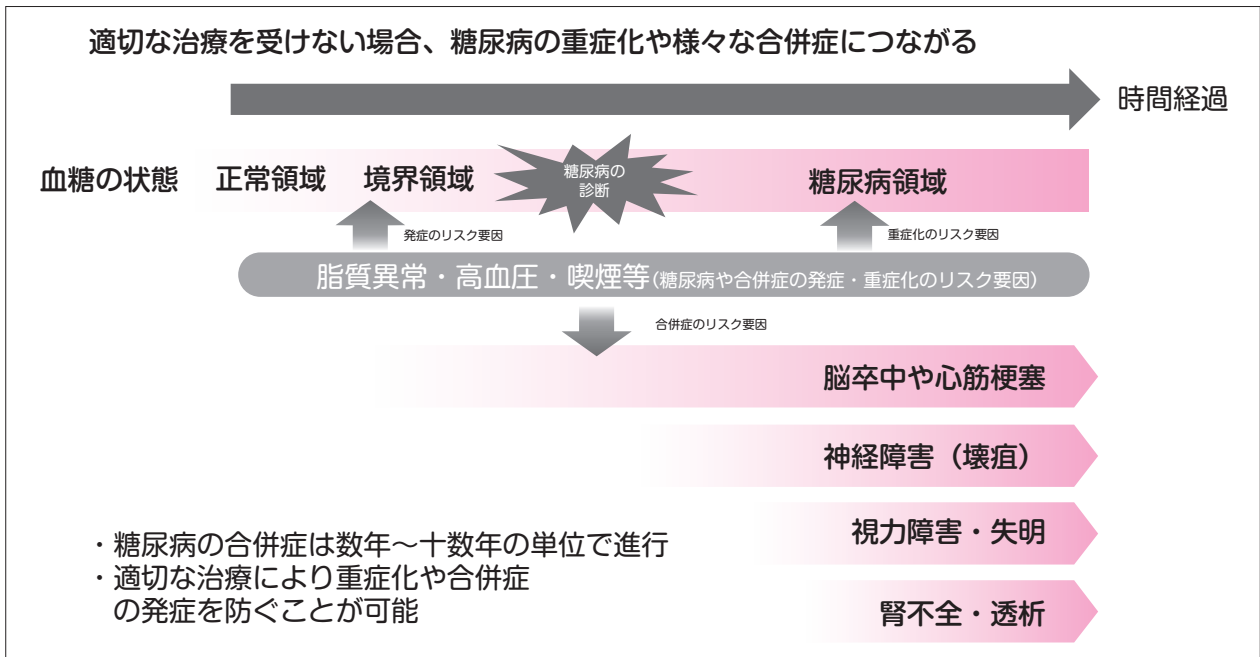 適切な治療を受けない場合、糖尿病の重症化や様々な合併症につながる
時間経過
血糖の状態
正常領域
境界領域
糖尿病の
診断
糖尿病領域
発症のリスク要因
重症化のリスク要因
脂質異常・高血圧・喫煙等(糖尿病や合併症の発症・重症化のリスク要因)
合併症のリスク要因
脳卒中や心筋梗塞
神経障害（壊疽）
視力障害・失明
腎不全・透析
・糖尿病の合併症は数年〜十数年の単位で進行
・適切な治療により重症化や合併症
の発症を防ぐことが可能